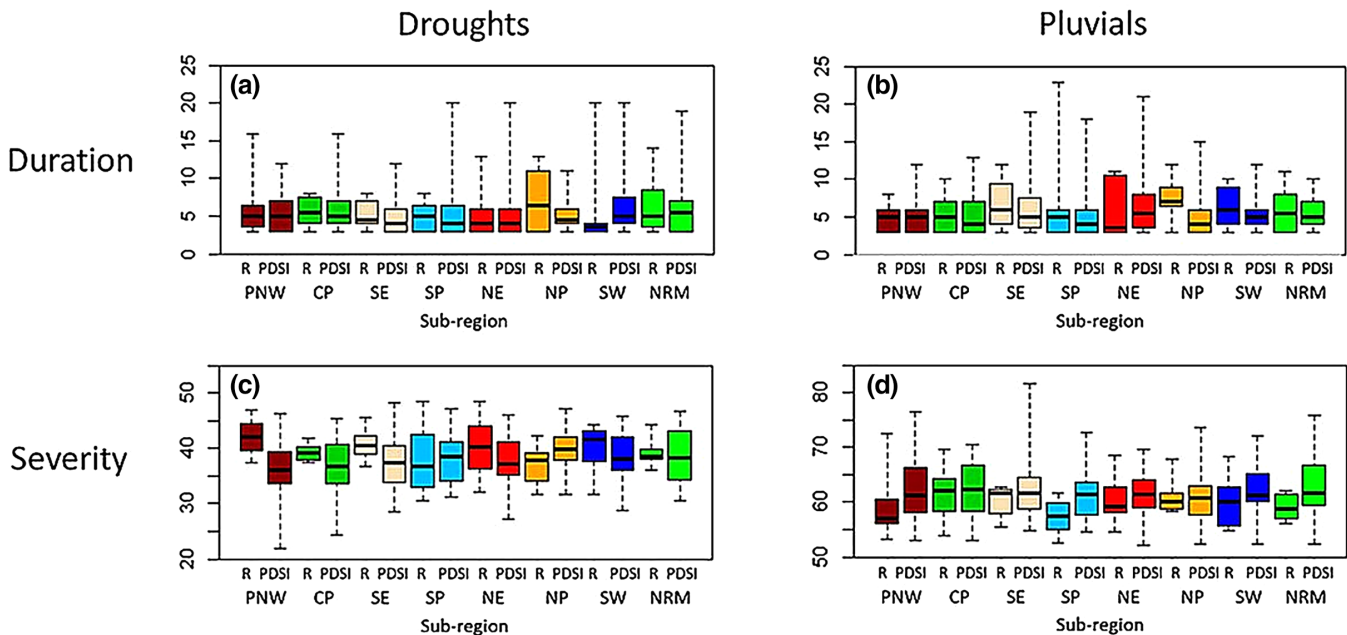 Droughts
Pluvials
Duration
(a)
25
20
15
10
5
0
R PDSI R PDSI R PDSI R PDSI R PDSI R PDSI R PDSI R PDSI
PNW CP SE SP NE NP SW NRM
Sub-region
(b)
25
20
15
10
5
0
R PDSI R PDSI R PDSI R PDSI R PDSI R PDSI R PDSI R PDSI
PNW CP SE SP NE NP SW NRM
Sub-region
Severity
(c)
50
40
30
20
R PDSI R PDSI R PDSI R PDSI R PDSI R PDSI R PDSI R PDSI
PNW CP SE SP NE NP SW NRM
Sub-region
(d)
80
70
60
50
R PDSI R PDSI R PDSI R PDSI R PDSI R PDSI R PDSI R PDSI
PNW CP SE SP NE NP SW NRM
Sub-region